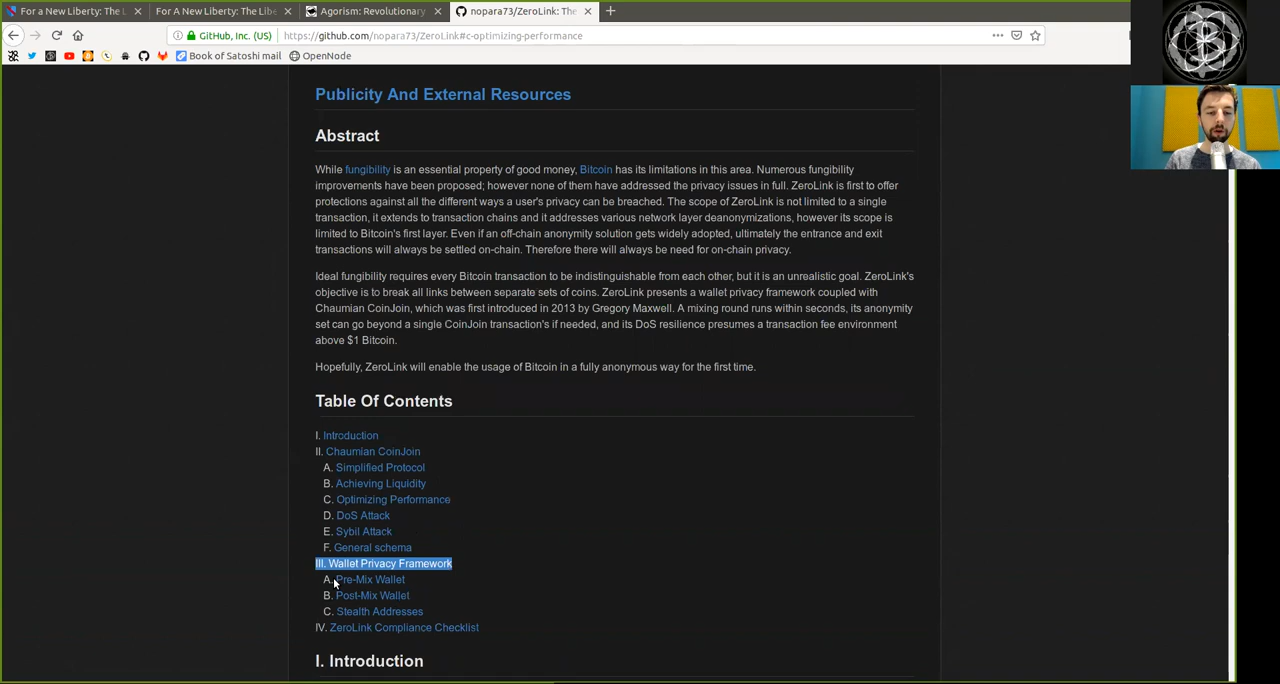 For a New Liberty: The L
For A New Liberty: The Libe
Agorism: Revolutionary
nopara73/ZeroLink: The
GitHub, Inc. (US)
https://github.com/nopara73/ZeroLink#c-optimizing-performance
Book of Satoshi mail
OpenNode
Publicity And External Resources
Abstract
While fungibility is an essential property of good money, Bitcoin has its limitations in this area. Numerous fungibility
improvements have been proposed; however none of them have addressed the privacy issues in full. ZeroLink is first to offer
protections against all the different ways a user's privacy can be breached. The scope of ZeroLink is not limited to a single
transaction, it extends to transaction chains and it addresses various network layer deanonymizations, however its scope is
limited to Bitcoin's first layer. Even if an off-chain anonymity solution gets widely adopted, ultimately the entrance and exit
transactions will always be settled on-chain. Therefore there will always be need for on-chain privacy.
Ideal fungibility requires every Bitcoin transaction to be indistinguishable from each other, but it is an unrealistic goal. ZeroLink's
objective is to break all links between separate sets of coins. ZeroLink presents a wallet privacy framework coupled with
Chaumian CoinJoin, which was first introduced in 2013 by Gregory Maxwell. A mixing round runs within seconds, its anonymity
set can go beyond a single CoinJoin transaction's if needed, and its DoS resilience presumes a transaction fee environment
above $1 Bitcoin.
Hopefully, ZeroLink will enable the usage of Bitcoin in a fully anonymous way for the first time.
Table Of Contents
I. Introduction
II. Chaumian CoinJoin
A. Simplified Protocol
B. Achieving Liquidity
C. Optimizing Performance
D. DoS Attack
E. Sybil Attack
F. General schema
III. Wallet Privacy Framework
A. Pre-Mix Wallet
B. Post-Mix Wallet
C. Stealth Addresses
IV. ZeroLink Compliance Checklist
I. Introduction